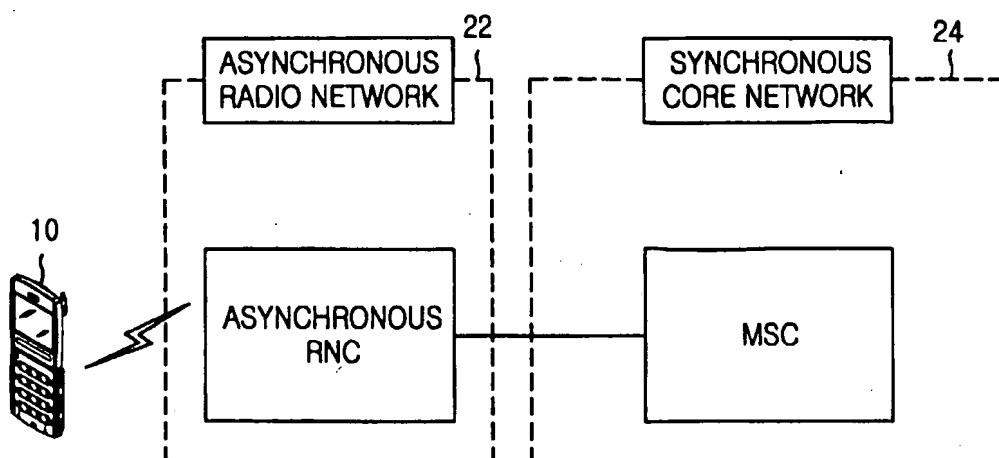 22
24
ASYNCHRONOUS
RADIO NETWORK
SYNCHRONOUS
CORE NETWORK
10
ASYNCHRONOUS
RNC
MSC